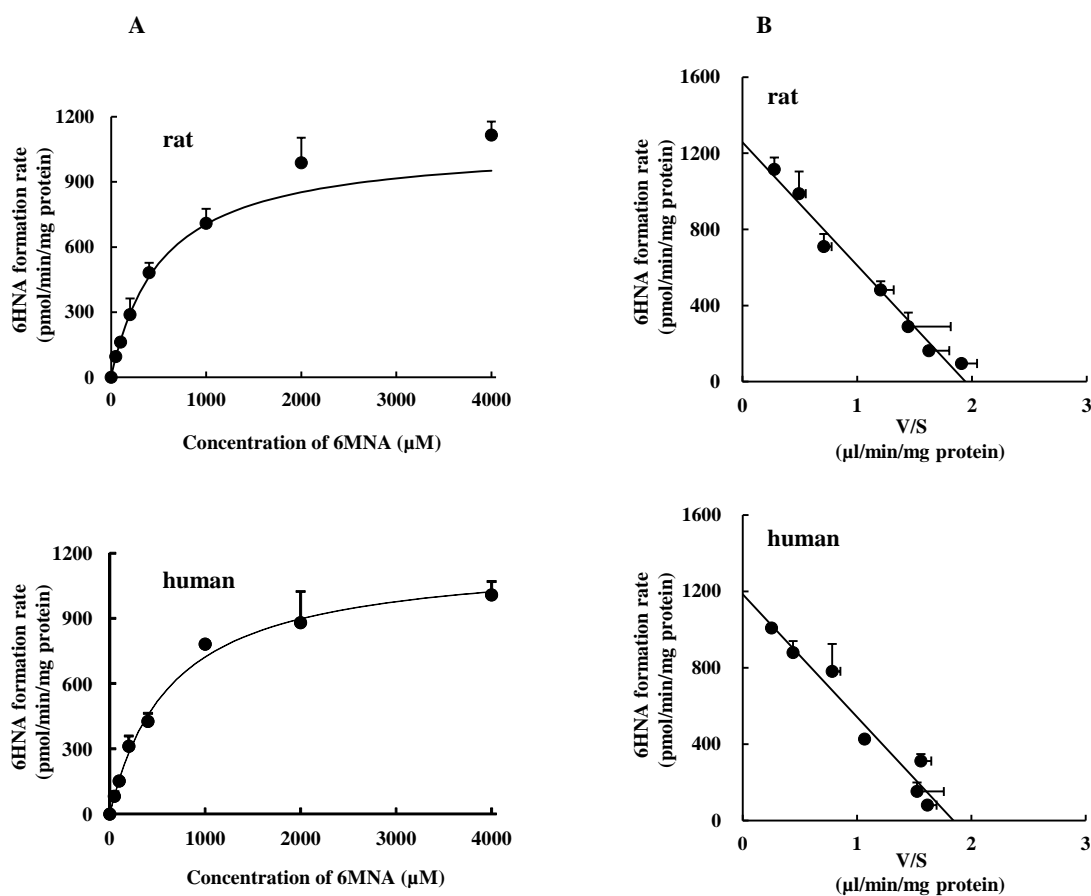 A
B
rat
6HNA formation rate
(pmol/min/mg protein)
1200
900
600
300
0
0 1000 2000 3000 4000
Concentration of 6MNA (µM)
rat
6HNA formation rate
(pmol/min/mg protein)
1600
1200
800
400
0
0 1 2 3
V/S
(µl/min/mg protein)
human
6HNA formation rate
(pmol/min/mg protein)
1200
900
600
300
0
0 1000 2000 3000 4000
Concentration of 6MNA (µM)
human
6HNA formation rate
(pmol/min/mg protein)
1600
1200
800
400
0
0 1 2 3
V/S
(µl/min/mg protein)